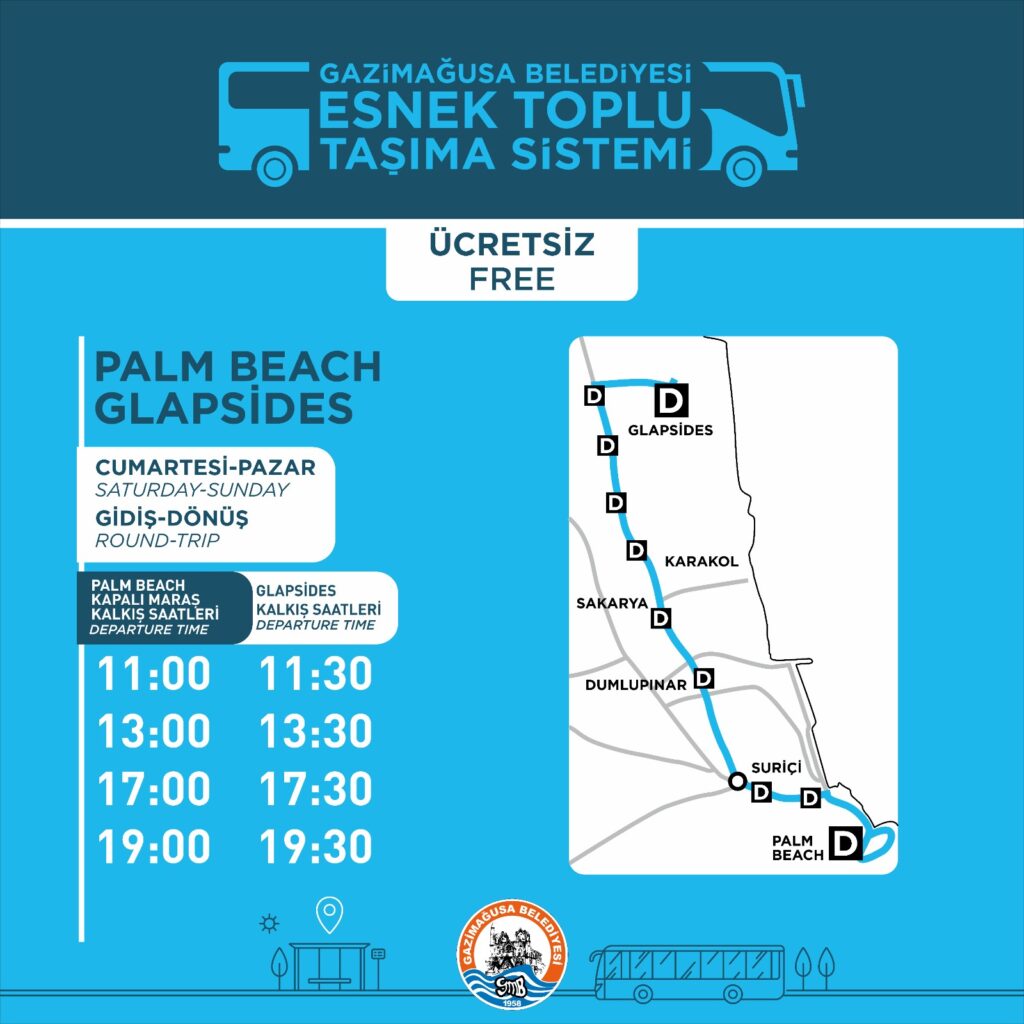 GAZİMAĞUSA BELEDİYESİ
ESNEK TOPLU
TAŞIMA SİSTEMİ
ÜCRETSİZ
FREE
PALM BEACH
GLAPSİDES
CUMARTESİ-PAZAR
SATURDAY-SUNDAY
GİDİŞ-DÖNÜŞ
ROUND-TRIP
PALM BEACH
KAPALI MARAŞ
KALKIŞ SAATLERİ
DEPARTURE TIME
GLAPSİDES
KALKIŞ SAATLERİ
DEPARTURE TIME
11:00 11:30
13:00 13:30
17:00 17:30
19:00 19:30
D
D
GLAPSİDES
D
D
D
KARAKOL
SAKARYA
D
DUMLUPINAR
D
SURİÇİ
D
D
PALM
BEACH
D
GAZİMAĞUSA BELEDİYESİ
GMB
1958